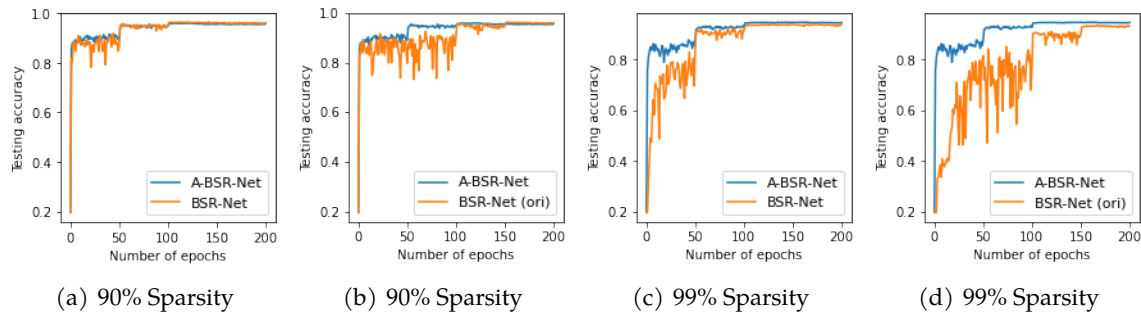 1.0
0.8
0.6
0.4
0.2
Testing accuracy
A-BSR-Net
BSR-Net
0 50 100 150 200
Number of epochs
(a) 90% Sparsity
1.0
0.8
0.6
0.4
0.2
Testing accuracy
A-BSR-Net
BSR-Net (ori)
0 50 100 150 200
Number of epochs
(b) 90% Sparsity
1.0
0.8
0.6
0.4
0.2
Testing accuracy
A-BSR-Net
BSR-Net
0 50 100 150 200
Number of epochs
(c) 99% Sparsity
0.8
0.6
0.4
0.2
Testing accuracy
A-BSR-Net
BSR-Net (ori)
0 50 100 150 200
Number of epochs
(d) 99% Sparsity